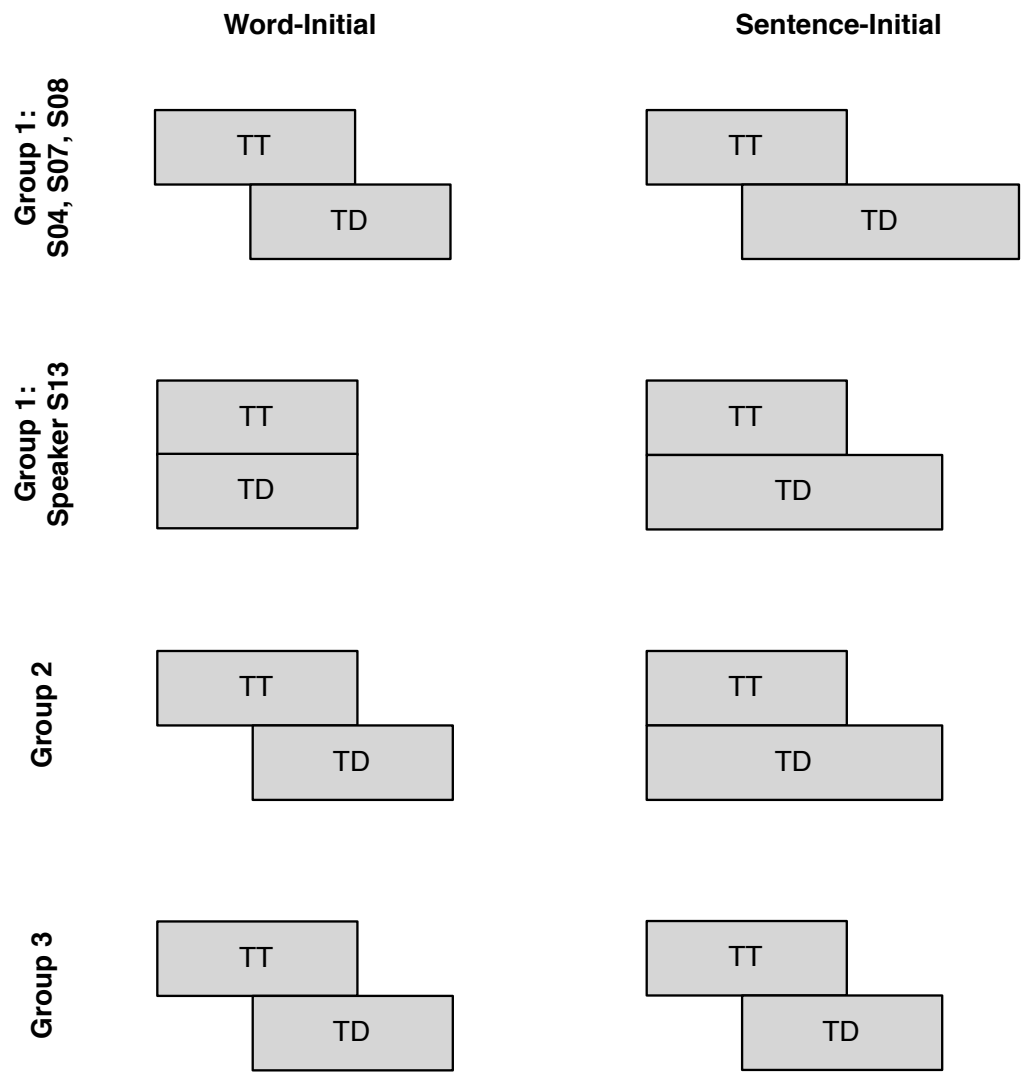 Word-Initial
Sentence-Initial
Group 1:
S04, S07, S08
TT
TD
TT
TD
Group 1:
Speaker S13
TT
TD
TT
TD
Group 2
TT
TD
TT
TD
Group 3
TT
TD
TT
TD